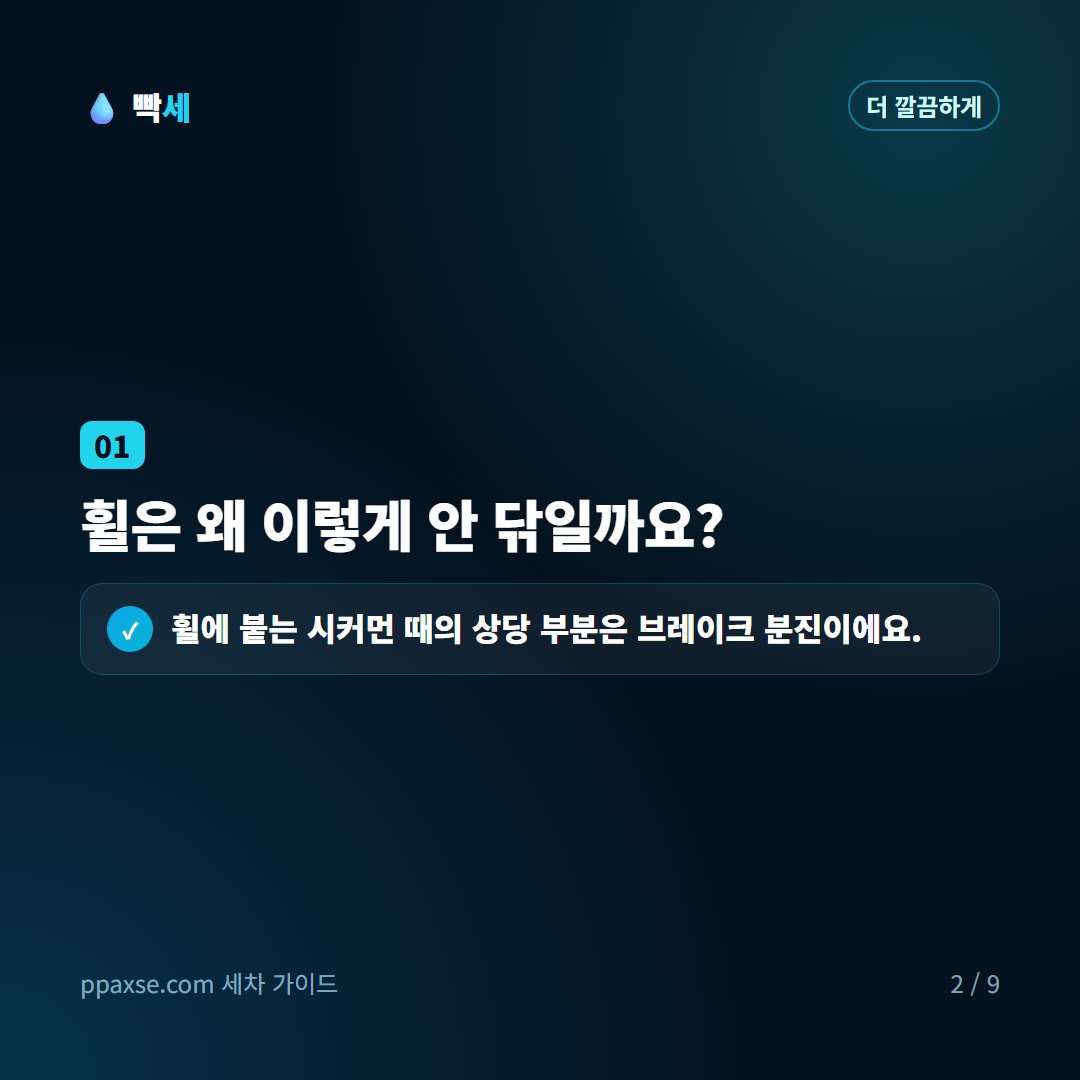 빡세
더 깔끔하게
01
휠은 왜 이렇게 안 닦일까요?
휠에 붙는 시커먼 때의 상당 부분은 브레이크 분진이에요.
ppaxse.com 세차 가이드
2 / 9